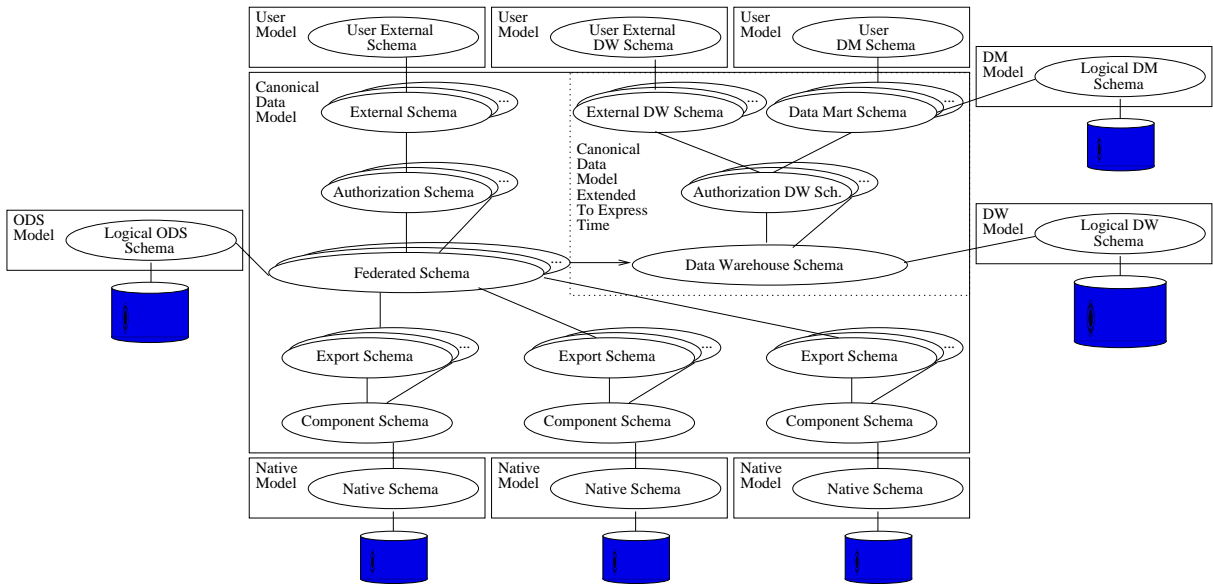 User
Model
User External
Schema
User
Model
User External
DW Schema
User
Model
User
DM Schema
DM
Model
Logical DM
Schema
Canonical
Data
Model
...
External Schema
...
External DW Schema
...
Data Mart Schema
Canonical
Data
Model
Extended
To Express
Time
...
Authorization Schema
...
Authorization DW Sch.
ODS
Model
Logical ODS
Schema
DW
Model
Logical DW
Schema
...
Federated Schema
Data Warehouse Schema
...
Export Schema
...
Export Schema
...
Export Schema
Component Schema
Component Schema
Component Schema
Native
Model
Native Schema
Native
Model
Native Schema
Native
Model
Native Schema